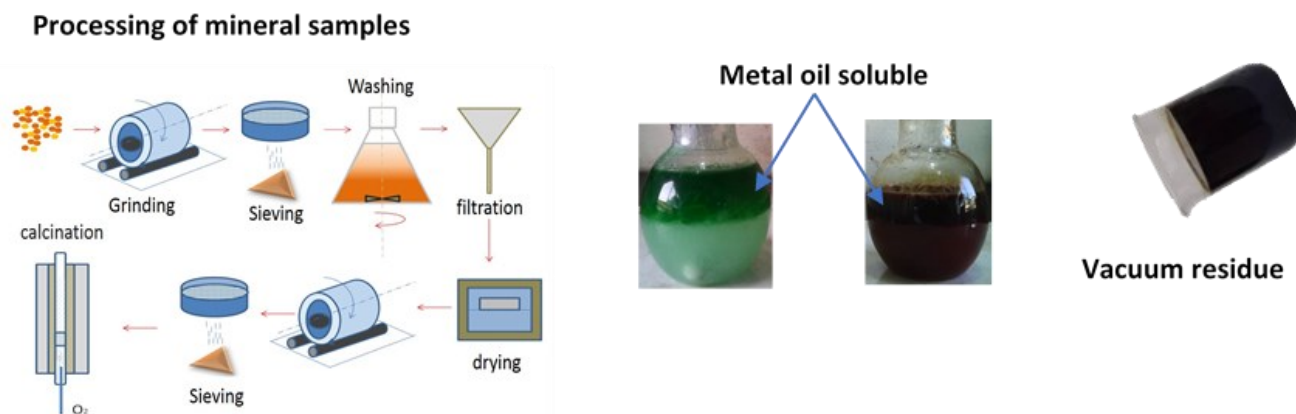 Processing of mineral samples
Washing
Grinding
Sieving
filtration
calcination
Sieving
drying
O₂
Metal oil soluble
Vacuum residue